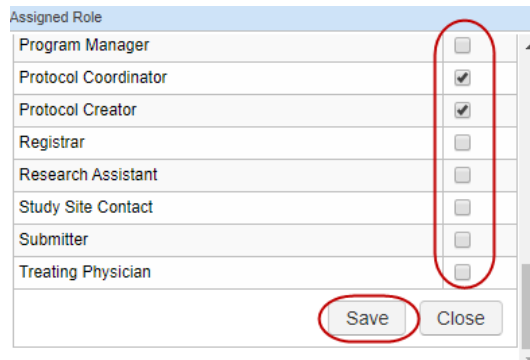 Assigned Role
Program Manager
Protocol Coordinator
Protocol Creator
Registrar
Research Assistant
Study Site Contact
Submitter
Treating Physician
Save Close